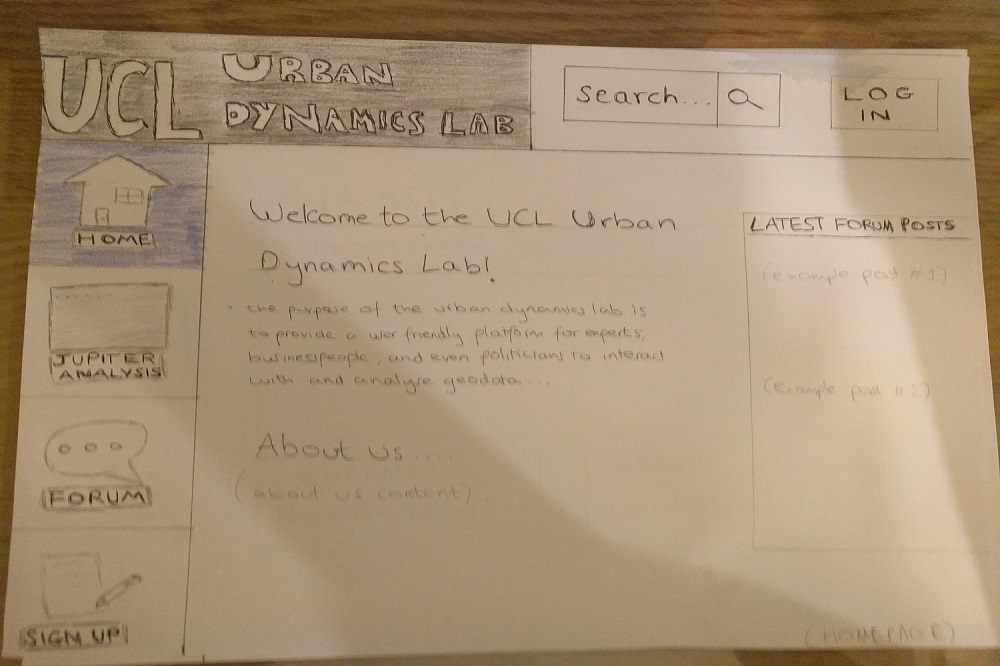 UCL
URBAN
DYNAMICS LAB
search...
LOG
IN
HOME
JUPITER
ANALYSIS
FORUM
SIGN UP
Welcome to the UCL Urban
Dynamics Lab!
the purpose of the urban dynamics lab is
to provide a user friendly platform for experts,
businesspeople, and even politicians to interact
with and analyse geodata...
About us....
(about us content)
LATEST FORUM POSTS
(example post #1)
(example post #2)
(HOMEPAGE)